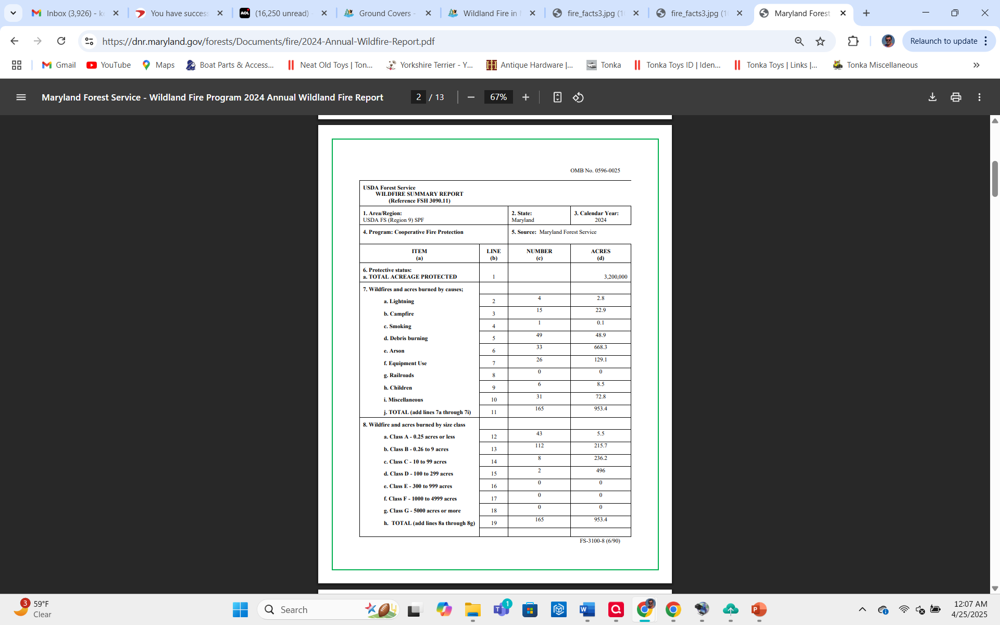 Inbox (3,926) - k
You have success
AOL
(16,250 unread)
Ground Covers -
Wildland Fire in
fire_facts3.jpg (1
fire_facts3.jpg (1
Maryland Forest
https://dnr.maryland.gov/forests/Documents/fire/2024-Annual-Wildfire-Report.pdf
Relaunch to update
Gmail
YouTube
Maps
Boat Parts & Access...
Neat Old Toys | Ton...
Yorkshire Terrier - Y...
Antique Hardware |...
Tonka
Tonka Toys ID | Iden...
Tonka Toys | Links |...
Tonka Miscellaneous
Maryland Forest Service - Wildland Fire Program 2024 Annual Wildland Fire Report
2 / 13
67%
OMB No. 0596-0025
USDA Forest Service
WILDFIRE SUMMARY REPORT
(Reference FSH 3090.11)
1. Area/Region: 2. State: 3. Calendar Year:
USDA FS (Region 9) SPF Maryland 2024
4. Program: Cooperative Fire Protection 5. Source: Maryland Forest Service
ITEM LINE NUMBER ACRES
(a) (b) (c) (d)
6. Protective status:
a. TOTAL ACREAGE PROTECTED 1 3,200,000
7. Wildfires and acres burned by causes;
a. Lightning 2 4 2.8
b. Campfire 3 15 22.9
c. Smoking 4 1 0.1
d. Debris burning 5 49 48.9
e. Arson 6 33 668.3
f. Equipment Use 7 26 129.1
g. Railroads 8 0 0
h. Children 9 6 8.5
i. Miscellaneous 10 31 72.8
j. TOTAL (add lines 7a through 7i) 11 165 953.4
8. Wildfire and acres burned by size class
a. Class A - 0.25 acres or less 12 43 5.5
b. Class B - 0.26 to 9 acres 13 112 215.7
c. Class C - 10 to 99 acres 14 8 236.2
d. Class D - 100 to 299 acres 15 2 496
e. Class E - 300 to 999 acres 16 0 0
f. Class F - 1000 to 4999 acres 17 0 0
g. Class G - 5000 acres or more 18 0 0
h. TOTAL (add lines 8a through 8g) 19 165 953.4
FS-3100-8 (6/90)
3
59°F
Clear
Search
1
12:07 AM
4/25/2025